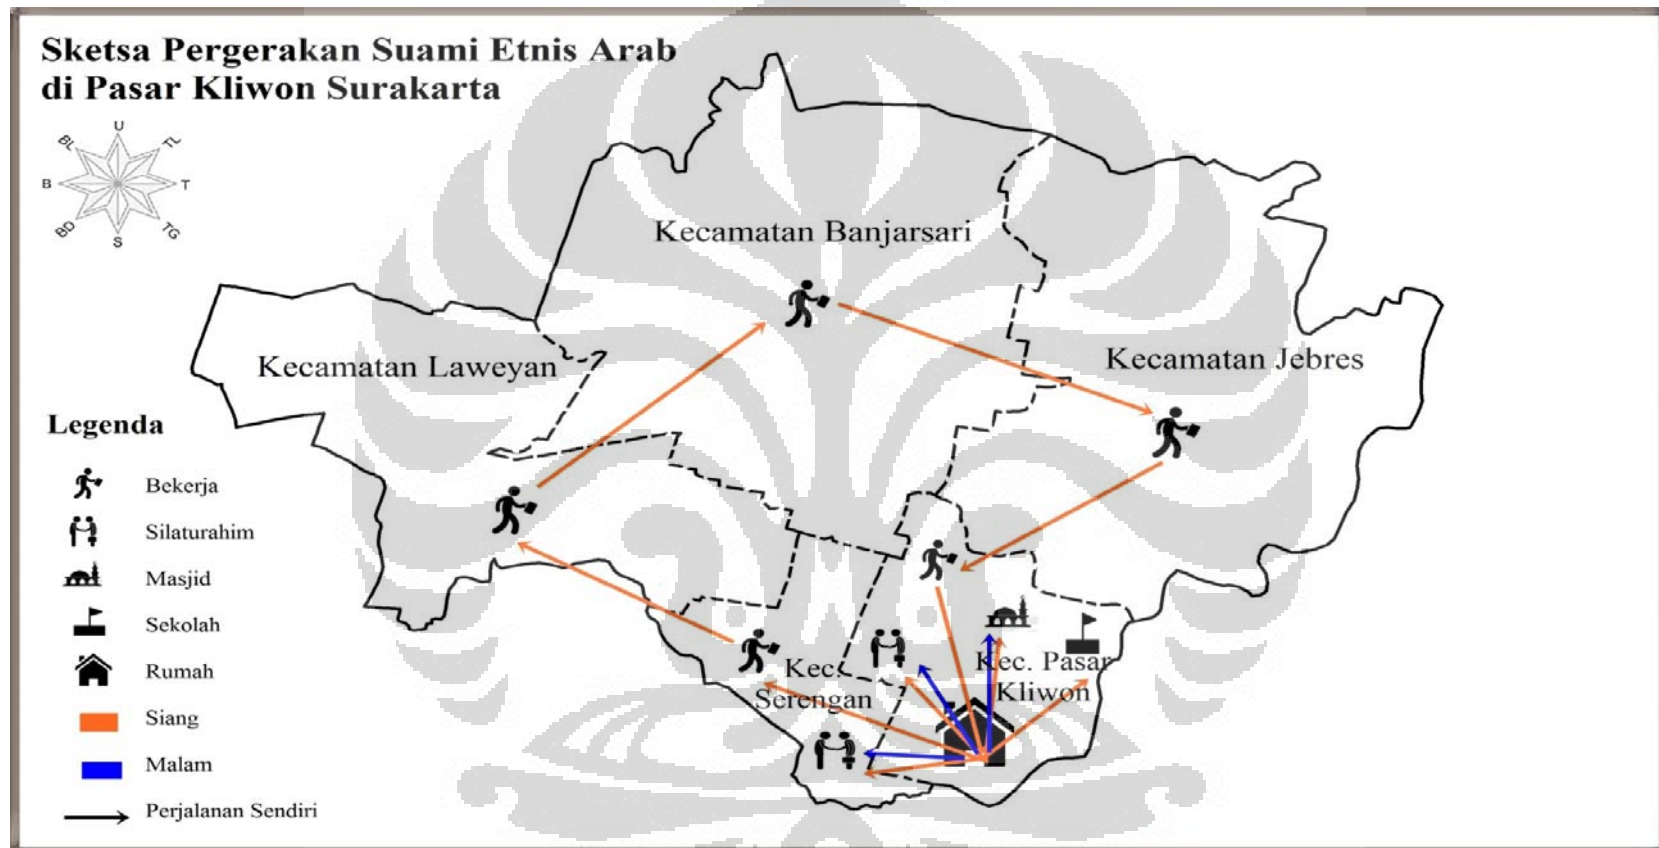 Sketsa Pergerakan Suami Etnis Arab
di Pasar Kliwon Surakarta
U
BL
TL
B
T
BD
TG
S
Kecamatan Banjarsari
Kecamatan Laweyan
Kecamatan Jebres
Kec.
Serengan
Kec. Pasar
Kliwon
Legenda
Bekerja
Silaturahim
Masjid
Sekolah
Rumah
Siang
Malam
Perjalanan Sendiri